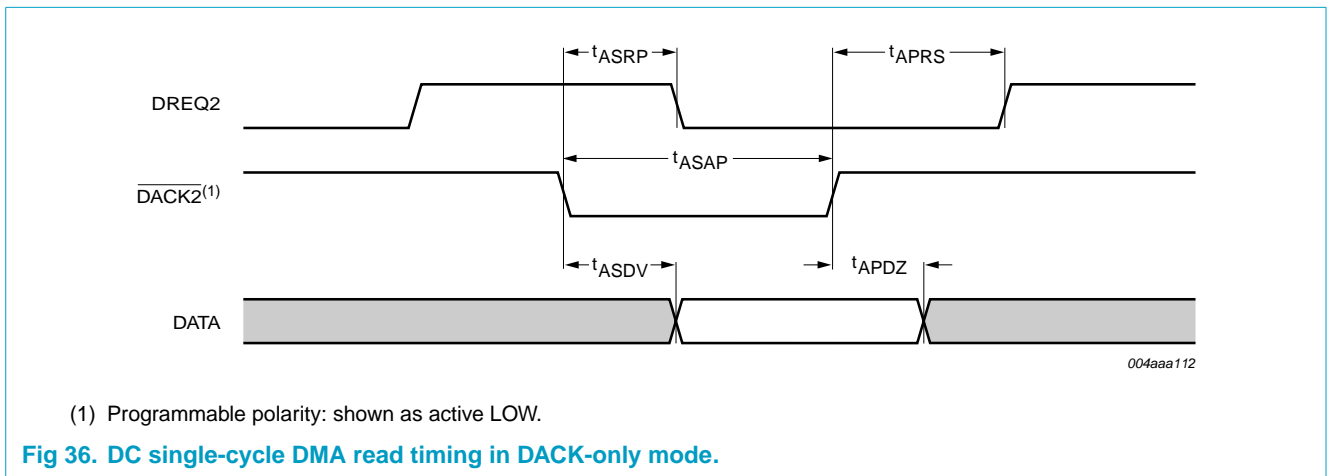 tASRP
tAPRS
DREQ2
tASAP
DACK2(1)
tASDV
tAPDZ
DATA
004aaa112
(1) Programmable polarity: shown as active LOW.
Fig 36. DC single-cycle DMA read timing in DACK-only mode.